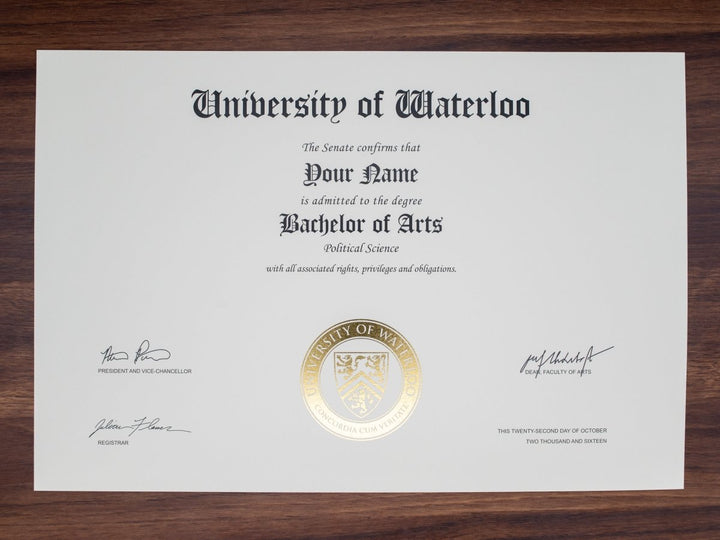 University of Waterloo
The Senate confirms that
Your Name
is admitted to the degree
Bachelor of Arts
Political Science
with all associated rights, privileges and obligations.
PRESIDENT AND VICE-CHANCELLOR
DEAN, FACULTY OF ARTS
UNIVERSITY OF WATERLOO
CONCORDIA CUM VERITATE
REGISTRAR
THIS TWENTY-SECOND DAY OF OCTOBER
TWO THOUSAND AND SIXTEEN